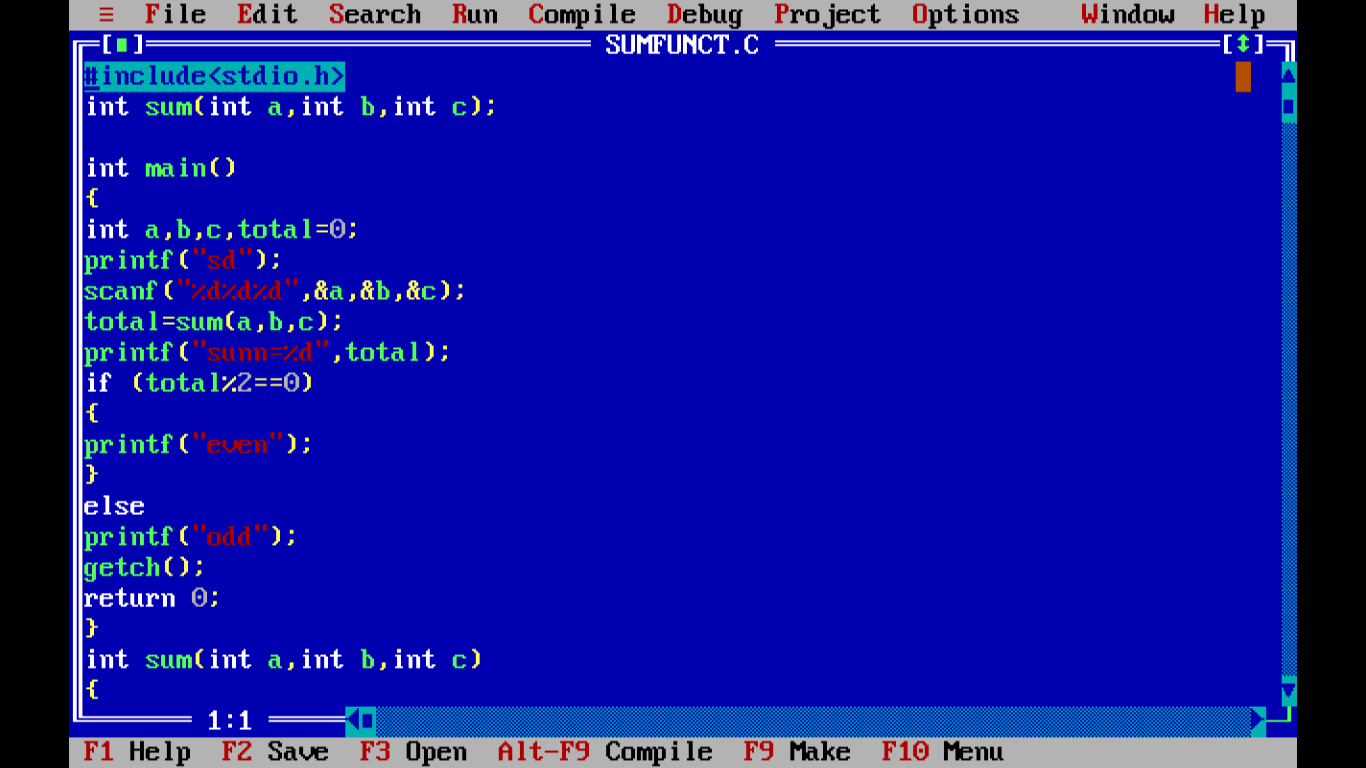 ≡ File Edit Search Run Compile Debug Project Options Window Help
[■] SUMFUNCT.C [↕]
#include<stdio.h>
int sum(int a,int b,int c);
int main()
{
int a,b,c,total=0;
printf("sd");
scanf("%d%d%d",&a,&b,&c);
total=sum(a,b,c);
printf("sunn=%d",total);
if (total%2==0)
{
printf("even");
}
else
printf("odd");
getch();
return 0;
}
int sum(int a,int b,int c)
{
1:1
F1 Help F2 Save F3 Open Alt-F9 Compile F9 Make F10 Menu